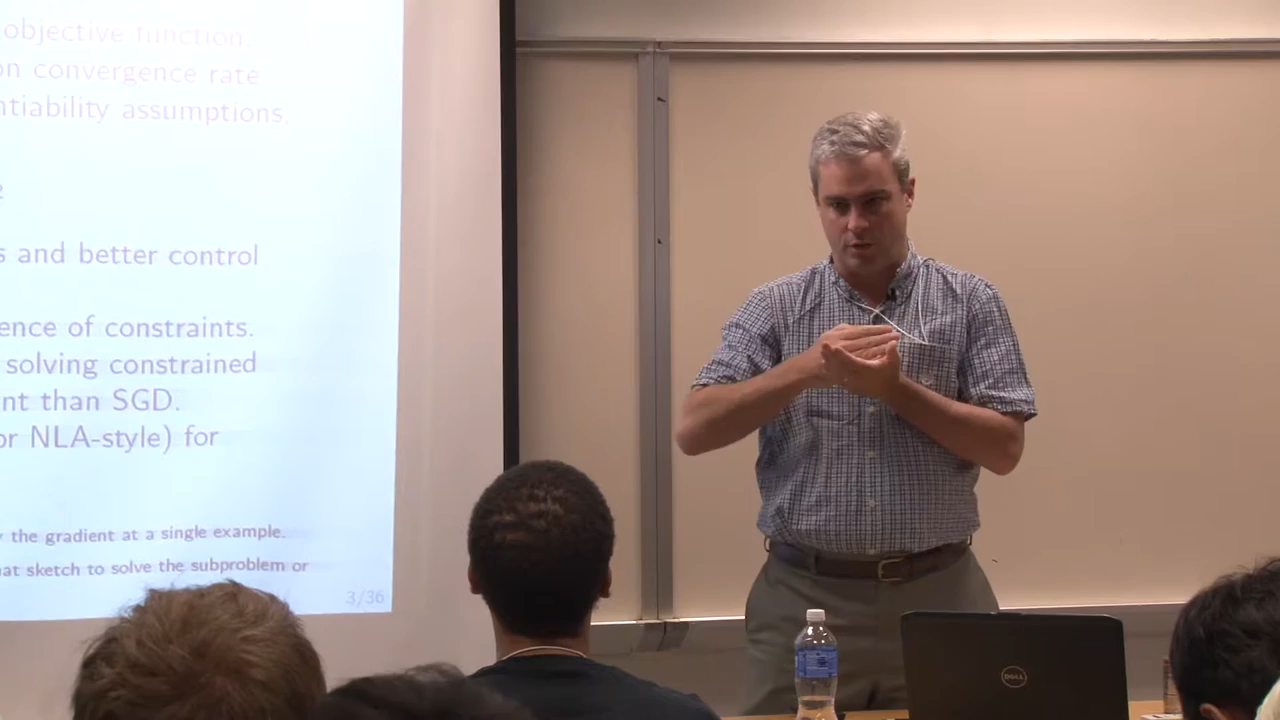 objective function.
on convergence rate
ntiability assumptions.
2
s and better control
ence of constraints.
solving constrained
nt than SGD.
or NLA-style) for
y the gradient at a single example.
at sketch to solve the subproblem or
3/36
DELL